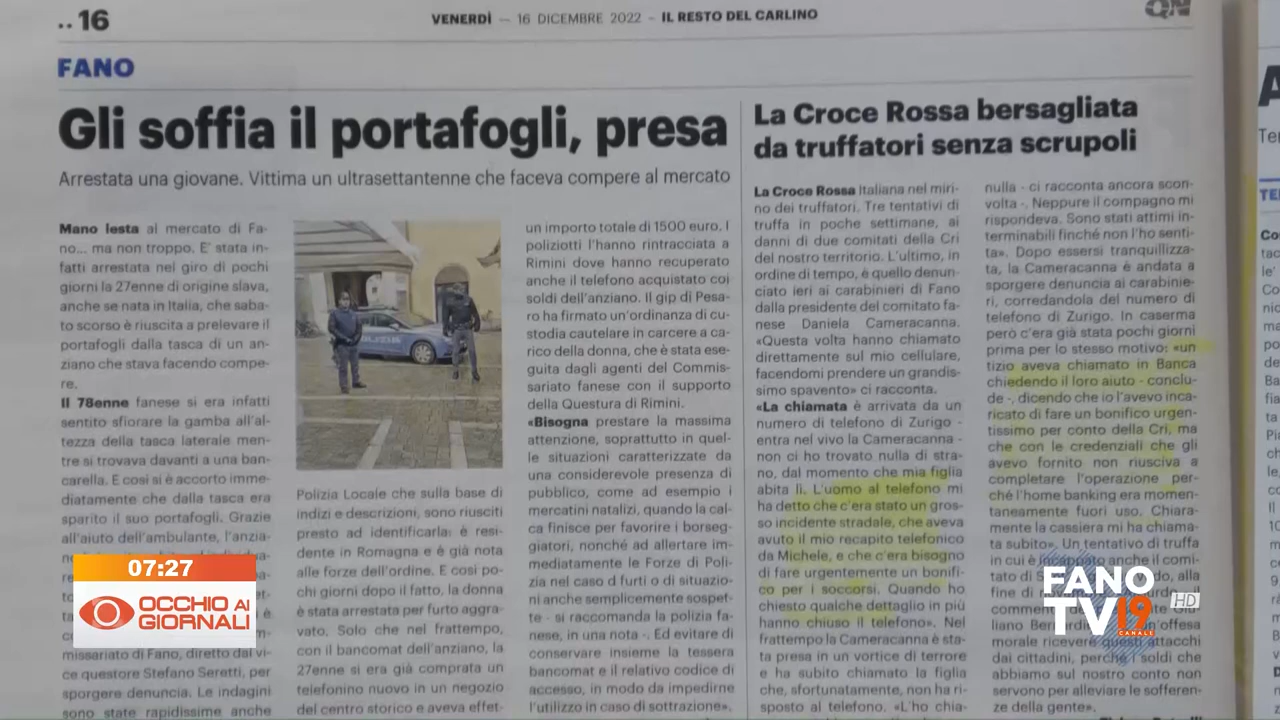 .. 16
VENERDÌ — 16 DICEMBRE 2022 – IL RESTO DEL CARLINO
QN
FANO
Gli soffia il portafogli, presa
Arrestata una giovane. Vittima un ultrasettantenne che faceva compere al mercato
Mano lesta al mercato di Fa-
no... ma non troppo. E' stata in-
fatti arrestata nel giro di pochi
giorni la 27enne di origine slava,
anche se nata in Italia, che saba-
to scorso è riuscita a prelevare il
portafogli dalla tasca di un an-
ziano che stava facendo compe-
re.
Il 78enne fanese si era infatti
sentito sfiorare la gamba all'al-
tezza della tasca laterale men-
tre si trovava davanti a una ban-
carella. E così si è accorto imme-
diatamente che dalla tasca era
sparito il suo portafogli. Grazie
all'aiuto dell'ambulante, l'anzia-
missariato di Fano, diretto dal vi-
ce questore Stefano Seretti, per
sporgere denuncia. Le indagini
sono state rapidissime anche
POLIZIA
Polizia Locale che sulla base di
indizi e descrizioni, sono riusciti
presto ad identificarla: è resi-
dente in Romagna e è già nota
alle forze dell'ordine. E così po-
chi giorni dopo il fatto, la donna
è stata arrestata per furto aggra-
vato. Solo che nel frattempo,
con il bancomat dell'anziano, la
27enne si era già comprata un
telefonino nuovo in un negozio
del centro storico e aveva effet-
un importo totale di 1500 euro. I
poliziotti l'hanno rintracciata a
Rimini dove hanno recuperato
anche il telefono acquistato coi
soldi dell'anziano. Il gip di Pesa-
ro ha firmato un'ordinanza di cu-
stodia cautelare in carcere a ca-
rico della donna, che è stata ese-
guita dagli agenti del Commis-
sariato fanese con il supporto
della Questura di Rimini.
«Bisogna prestare la massima
attenzione, soprattutto in quel-
le situazioni caratterizzate da
una considerevole presenza di
pubblico, come ad esempio i
mercatini natalizi, quando la cal-
ca finisce per favorire i borseg-
giatori, nonché ad allertare im-
mediatamente le Forze di Poli-
zia nel caso d furti o di situazio-
ni anche semplicemente sospet-
te - si raccomanda la polizia fa-
nese, in una nota -. Ed evitare di
conservare insieme la tessera
bancomat e il relativo codice di
accesso, in modo da impedirne
l'utilizzo in caso di sottrazione».
La Croce Rossa bersagliata
da truffatori senza scrupoli
La Croce Rossa Italiana nel miri-
no dei truffatori. Tre tentativi di
truffa in poche settimane, ai
danni di due comitati della Cri
del nostro territorio. L'ultimo, in
ordine di tempo, è quello denun-
ciato ieri ai carabinieri di Fano
dalla presidente del comitato fa-
nese Daniela Cameracanna.
«Questa volta hanno chiamato
direttamente sul mio cellulare,
facendomi prendere un grandis-
simo spavento» ci racconta.
«La chiamata è arrivata da un
numero di telefono di Zurigo -
entra nel vivo la Cameracanna -
non ci ho trovato nulla di stra-
no, dal momento che mia figlia
abita lì. L'uomo al telefono mi
ha detto che c'era stato un gros-
so incidente stradale, che aveva
avuto il mio recapito telefonico
da Michele, e che c'era bisogno
di fare urgentemente un bonifi-
co per i soccorsi. Quando ho
chiesto qualche dettaglio in più
hanno chiuso il telefono». Nel
frattempo la Cameracanna è sta-
ta presa in un vortice di terrore
e ha subito chiamato la figlia
che, sfortunatamente, non ha ri-
sposto al telefono. «L'ho chia-
nulla - ci racconta ancora scon-
volta -. Neppure il compagno mi
rispondeva. Sono stati attimi in-
terminabili finché non l'ho senti-
ta». Dopo essersi tranquillizza-
ta, la Cameracanna è andata a
sporgere denuncia ai carabinie-
ri, corredandola del numero di
telefono di Zurigo. In caserma
però c'era già stata pochi giorni
prima per lo stesso motivo: «un
tizio aveva chiamato in Banca
chiedendo il loro aiuto - conclu-
de -, dicendo che io l'avevo inca-
ricato di fare un bonifico urgen-
tissimo per conto della Cri, ma
che con le credenziali che gli
avevo fornito non riusciva a
completare l'operazione per-
ché l'home banking era momen-
taneamente fuori uso. Chiara-
mente la cassiera mi ha chiama-
ta subito». Un tentativo di truffa
in cui è incappato anche il comi-
tato di
fine di
comme
liano
morale ricevere questi attacchi
dai cittadini, perché i soldi che
abbiamo sul nostro conto non
servono per alleviare le sofferen-
ze della gente».
07:27
OCCHIO AI
GIORNALI
FANO
TV 19 HD
CANALE